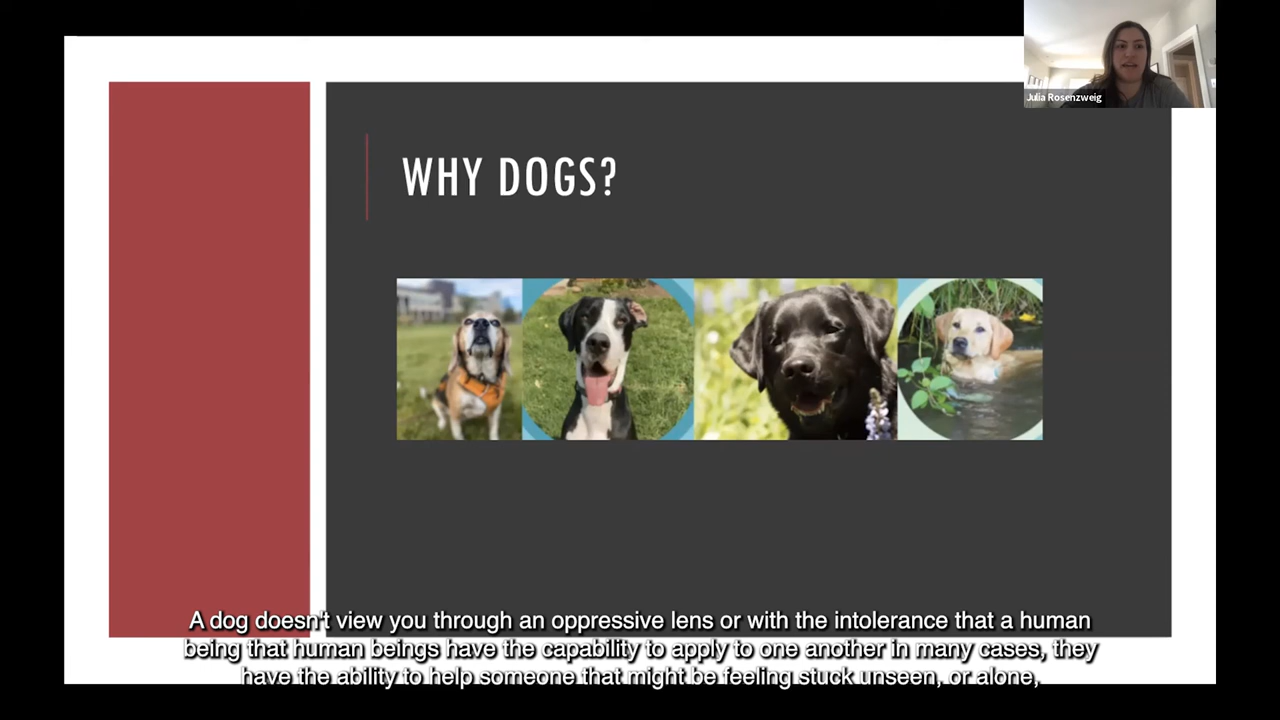 Julia Rosenzweig
WHY DOGS?
A dog doesn't view you through an oppressive lens or with the intolerance that a human
being that human beings have the capability to apply to one another in many cases, they
have the ability to help someone that might be feeling stuck unseen, or alone,